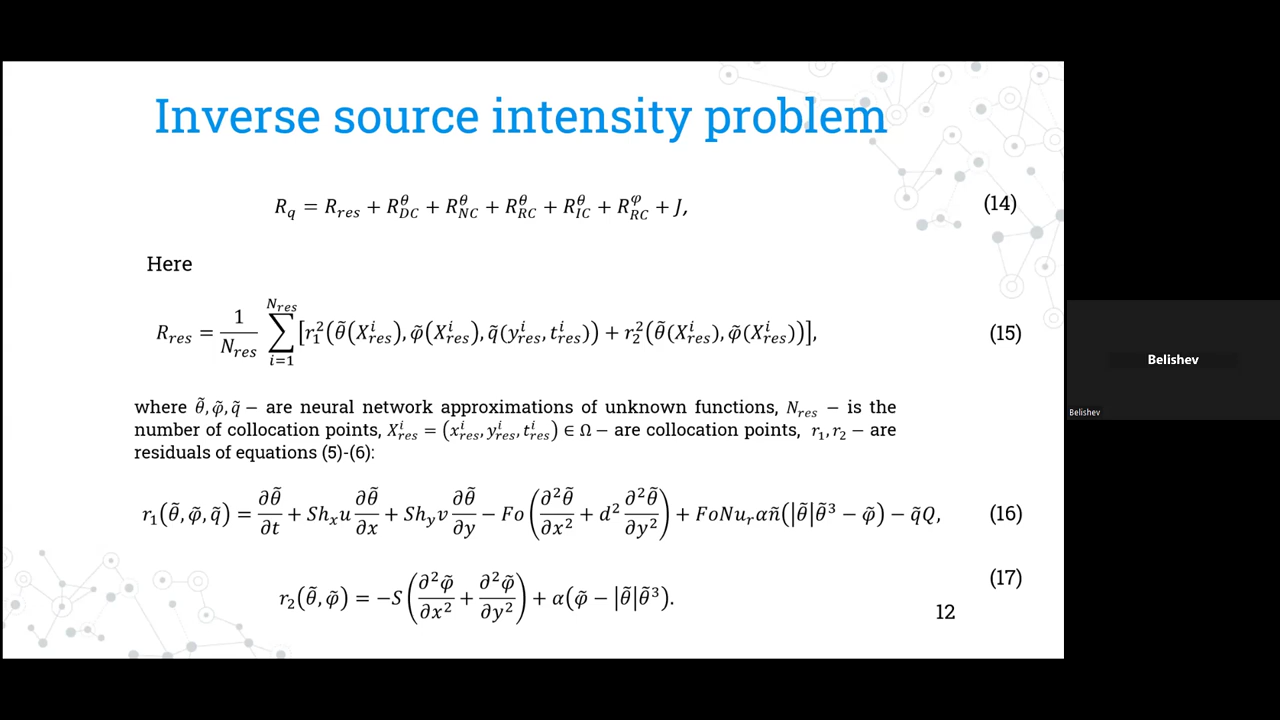 Inverse source intensity problem
R_q = R_res + R_DC^θ + R_NC^θ + R_RC^θ + R_IC^θ + R_RC^φ + J, (14)
Here
R_res = 1/N_res ∑_{i=1}^{N_res} [r_1^2(θ̃(X_res^i), φ̃(X_res^i), q̃(y_res^i, t_res^i)) + r_2^2(θ̃(X_res^i), φ̃(X_res^i))], (15)
where θ̃, φ̃, q̃ − are neural network approximations of unknown functions, N_res − is the
number of collocation points, X_res^i = (x_res^i, y_res^i, t_res^i) ∈ Ω − are collocation points, r_1, r_2 − are
residuals of equations (5)-(6):
r_1(θ̃, φ̃, q̃) = ∂θ̃/∂t + Sh_x u ∂θ̃/∂x + Sh_y v ∂θ̃/∂y − Fo(∂²θ̃/∂x² + d² ∂²θ̃/∂y²) + FoNu_r αñ(|θ̃|θ̃³ − φ̃) − q̃Q, (16)
r_2(θ̃, φ̃) = −S(∂²φ̃/∂x² + ∂²φ̃/∂y²) + α(φ̃ − |θ̃|θ̃³). (17)
12
Belishev
Belishev